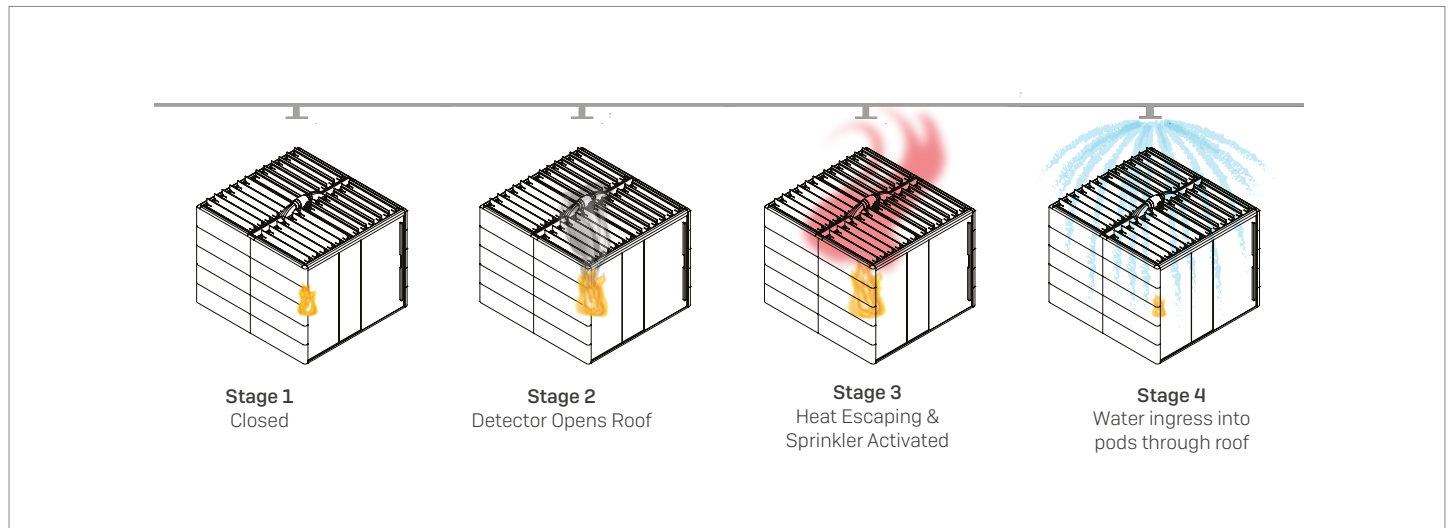 Stage 1
Closed
Stage 2
Detector Opens Roof
Stage 3
Heat Escaping &
Sprinkler Activated
Stage 4
Water ingress into
pods through roof